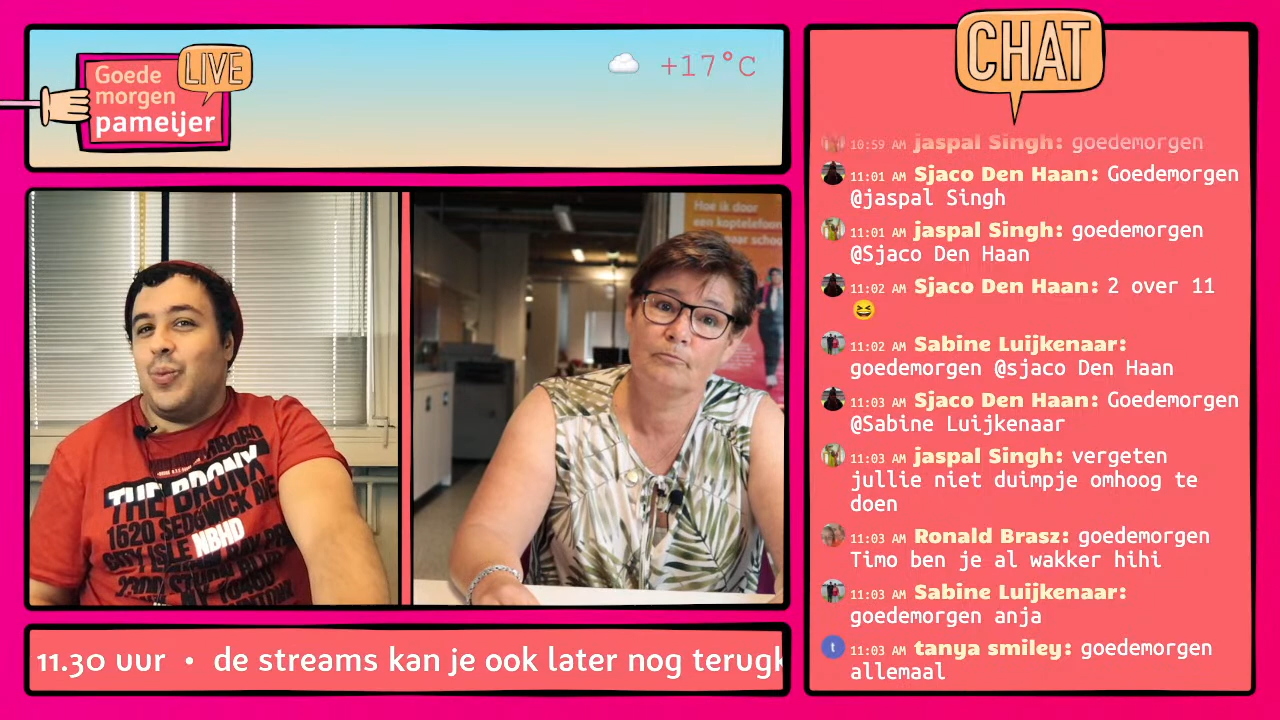 Goede
morgen
pameijer
LIVE
+17°C
Hoe ik door
een koptelefoon
naar school
THE BRONX
1620 SEDGWICK AVE
CITY ISLE NBHD
11.30 uur • de streams kan je ook later nog terugk
CHAT
10:59 AM jaspal Singh: goedemorgen
11:01 AM Sjaco Den Haan: Goedemorgen
@jaspal Singh
11:01 AM jaspal Singh: goedemorgen
@Sjaco Den Haan
11:02 AM Sjaco Den Haan: 2 over 11
😆
11:02 AM Sabine Luijkenaar:
goedemorgen @sjaco Den Haan
11:03 AM Sjaco Den Haan: Goedemorgen
@Sabine Luijkenaar
11:03 AM jaspal Singh: vergeten
jullie niet duimpje omhoog te
doen
11:03 AM Ronald Brasz: goedemorgen
Timo ben je al wakker hihi
11:03 AM Sabine Luijkenaar:
goedemorgen anja
t
11:03 AM tanya smiley: goedemorgen
allemaal